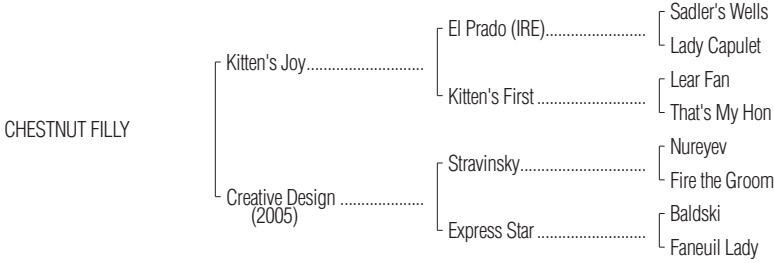 Sadler's Wells
El Prado (IRE)........................
Lady Capulet
Kitten's Joy............................
Lear Fan
Kitten's First ..........................
That's My Hon
CHESTNUT FILLY
Nureyev
Stravinsky..............................
Fire the Groom
Creative Design ....................
(2005)
Baldski
Express Star ..........................
Faneuil Lady